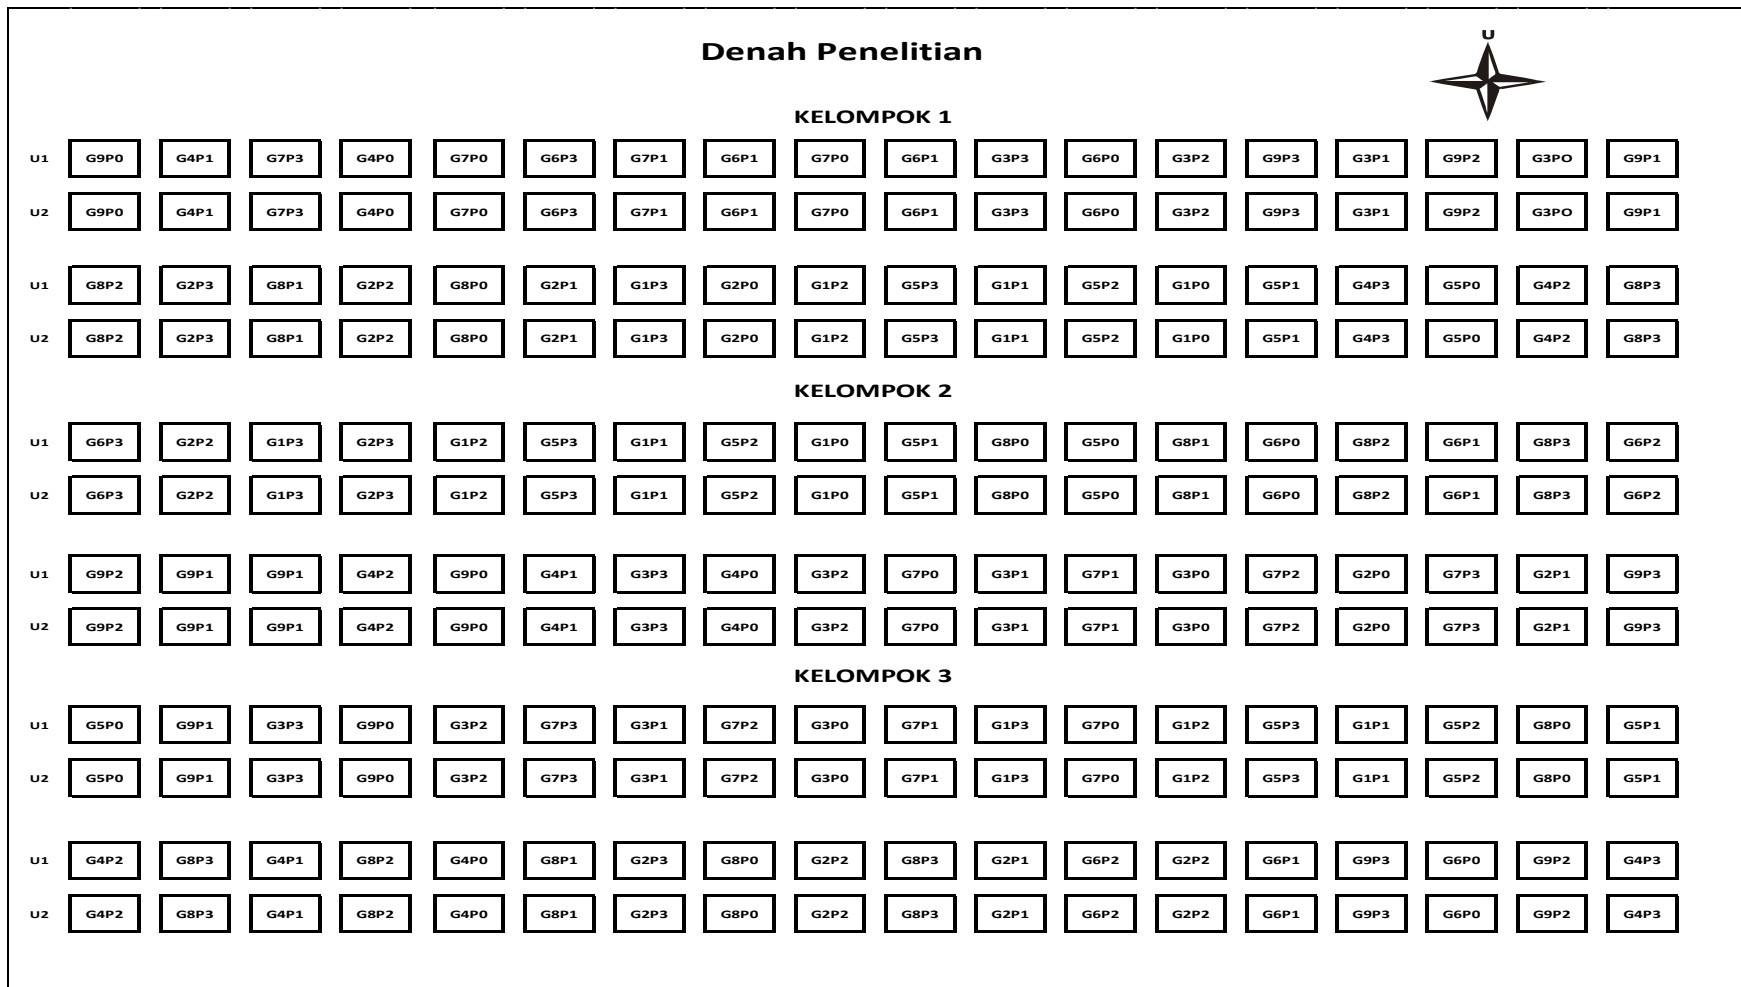 U
Denah Penelitian
KELOMPOK 1
U1 G9P0 G4P1 G7P3 G4P0 G7P0 G6P3 G7P1 G6P1 G7P0 G6P1 G3P3 G6P0 G3P2 G9P3 G3P1 G9P2 G3PO G9P1
U2 G9P0 G4P1 G7P3 G4P0 G7P0 G6P3 G7P1 G6P1 G7P0 G6P1 G3P3 G6P0 G3P2 G9P3 G3P1 G9P2 G3PO G9P1
U1 G8P2 G2P3 G8P1 G2P2 G8P0 G2P1 G1P3 G2P0 G1P2 G5P3 G1P1 G5P2 G1P0 G5P1 G4P3 G5P0 G4P2 G8P3
U2 G8P2 G2P3 G8P1 G2P2 G8P0 G2P1 G1P3 G2P0 G1P2 G5P3 G1P1 G5P2 G1P0 G5P1 G4P3 G5P0 G4P2 G8P3
KELOMPOK 2
U1 G6P3 G2P2 G1P3 G2P3 G1P2 G5P3 G1P1 G5P2 G1P0 G5P1 G8P0 G5P0 G8P1 G6P0 G8P2 G6P1 G8P3 G6P2
U2 G6P3 G2P2 G1P3 G2P3 G1P2 G5P3 G1P1 G5P2 G1P0 G5P1 G8P0 G5P0 G8P1 G6P0 G8P2 G6P1 G8P3 G6P2
U1 G9P2 G9P1 G9P1 G4P2 G9P0 G4P1 G3P3 G4P0 G3P2 G7P0 G3P1 G7P1 G3P0 G7P2 G2P0 G7P3 G2P1 G9P3
U2 G9P2 G9P1 G9P1 G4P2 G9P0 G4P1 G3P3 G4P0 G3P2 G7P0 G3P1 G7P1 G3P0 G7P2 G2P0 G7P3 G2P1 G9P3
KELOMPOK 3
U1 G5P0 G9P1 G3P3 G9P0 G3P2 G7P3 G3P1 G7P2 G3P0 G7P1 G1P3 G7P0 G1P2 G5P3 G1P1 G5P2 G8P0 G5P1
U2 G5P0 G9P1 G3P3 G9P0 G3P2 G7P3 G3P1 G7P2 G3P0 G7P1 G1P3 G7P0 G1P2 G5P3 G1P1 G5P2 G8P0 G5P1
U1 G4P2 G8P3 G4P1 G8P2 G4P0 G8P1 G2P3 G8P0 G2P2 G8P3 G2P1 G6P2 G2P2 G6P1 G9P3 G6P0 G9P2 G4P3
U2 G4P2 G8P3 G4P1 G8P2 G4P0 G8P1 G2P3 G8P0 G2P2 G8P3 G2P1 G6P2 G2P2 G6P1 G9P3 G6P0 G9P2 G4P3